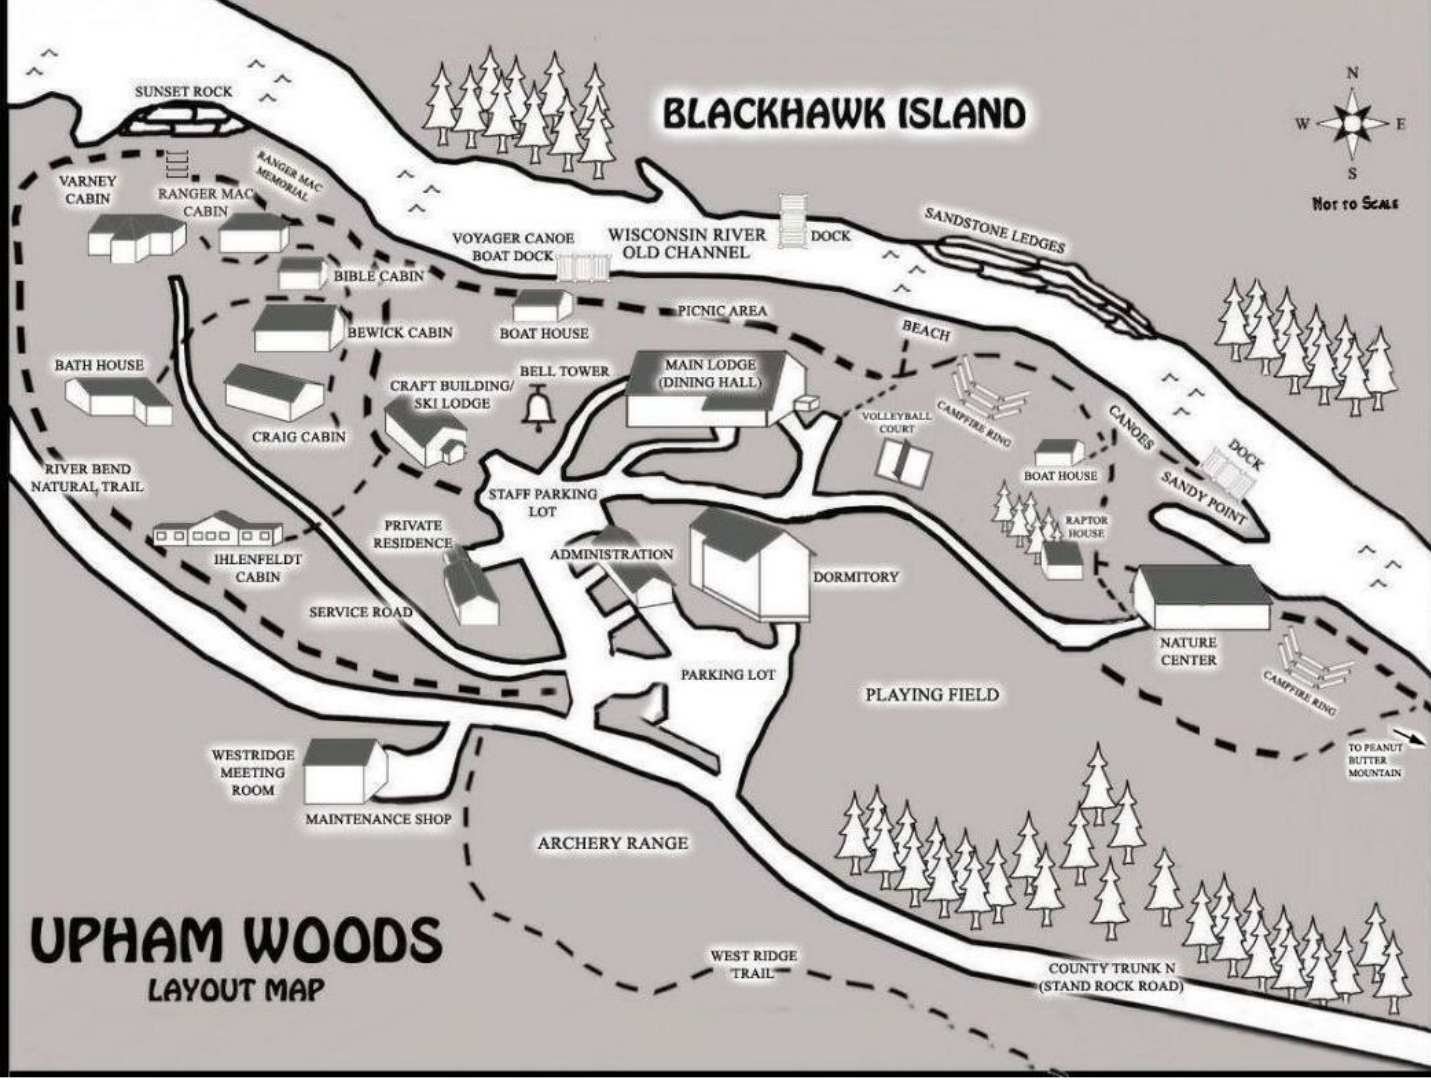 SUNSET ROCK
BLACKHAWK ISLAND
N
W
E
S
NOT TO SCALE
VARNEY
CABIN
RANGER MAC
CABIN
RANGER MAC
MEMORIAL
VOYAGER CANOE
BOAT DOCK
WISCONSIN RIVER
OLD CHANNEL
DOCK
SANDSTONE LEDGES
BIBLE CABIN
BEWICK CABIN
BOAT HOUSE
PICNIC AREA
BEACH
BATH HOUSE
CRAFT BUILDING/
SKI LODGE
BELL TOWER
MAIN LODGE
(DINING HALL)
VOLLEYBALL
COURT
CAMPFIRE RING
CANOES
DOCK
CRAIG CABIN
BOAT HOUSE
SANDY POINT
RIVER BEND
NATURAL TRAIL
STAFF PARKING
LOT
RAPTOR
HOUSE
PRIVATE
RESIDENCE
ADMINISTRATION
DORMITORY
IHLENFELDT
CABIN
SERVICE ROAD
NATURE
CENTER
PARKING LOT
PLAYING FIELD
CAMPFIRE RING
TO PEANUT
BUTTER
MOUNTAIN
WESTRIDGE
MEETING
ROOM
MAINTENANCE SHOP
ARCHERY RANGE
UPHAM WOODS
LAYOUT MAP
WEST RIDGE
TRAIL
COUNTY TRUNK N
(STAND ROCK ROAD)